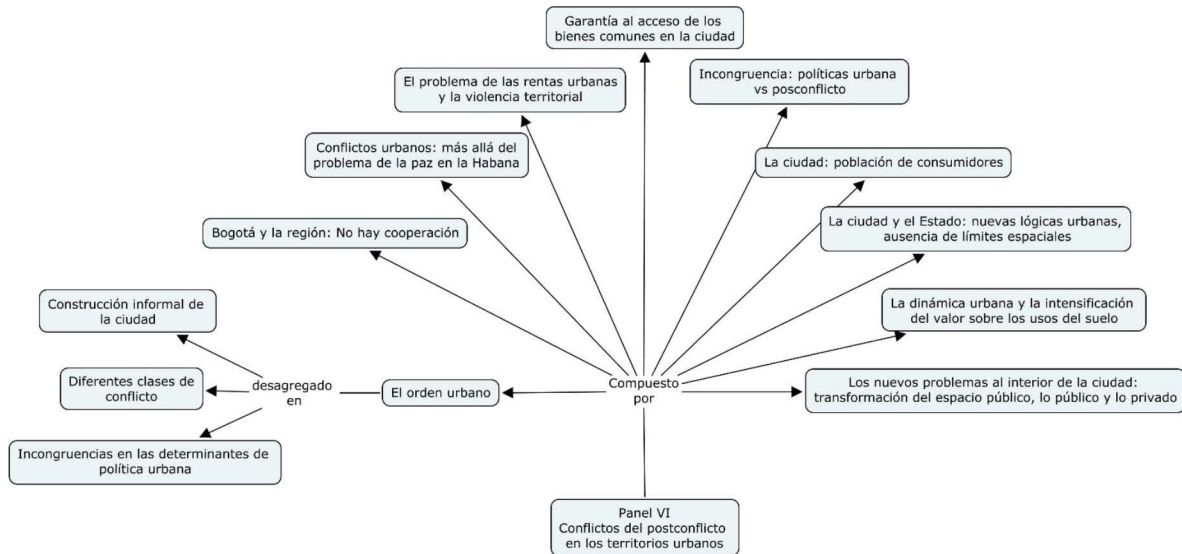 Garantía al acceso de los
bienes comunes en la ciudad
El problema de las rentas urbanas
y la violencia territorial
Incongruencia: políticas urbana
vs posconflicto
Conflictos urbanos: más allá del
problema de la paz en la Habana
La ciudad: población de consumidores
Bogotá y la región: No hay cooperación
La ciudad y el Estado: nuevas lógicas urbanas,
ausencia de límites espaciales
Construcción informal de
la ciudad
La dinámica urbana y la intensificación
del valor sobre los usos del suelo
Diferentes clases de
conflicto
desagregado
en
El orden urbano
Compuesto
por
Los nuevos problemas al interior de la ciudad:
transformación del espacio público, lo público y lo privado
Incongruencias en las determinantes de
política urbana
Panel VI
Conflictos del postconflicto
en los territorios urbanos